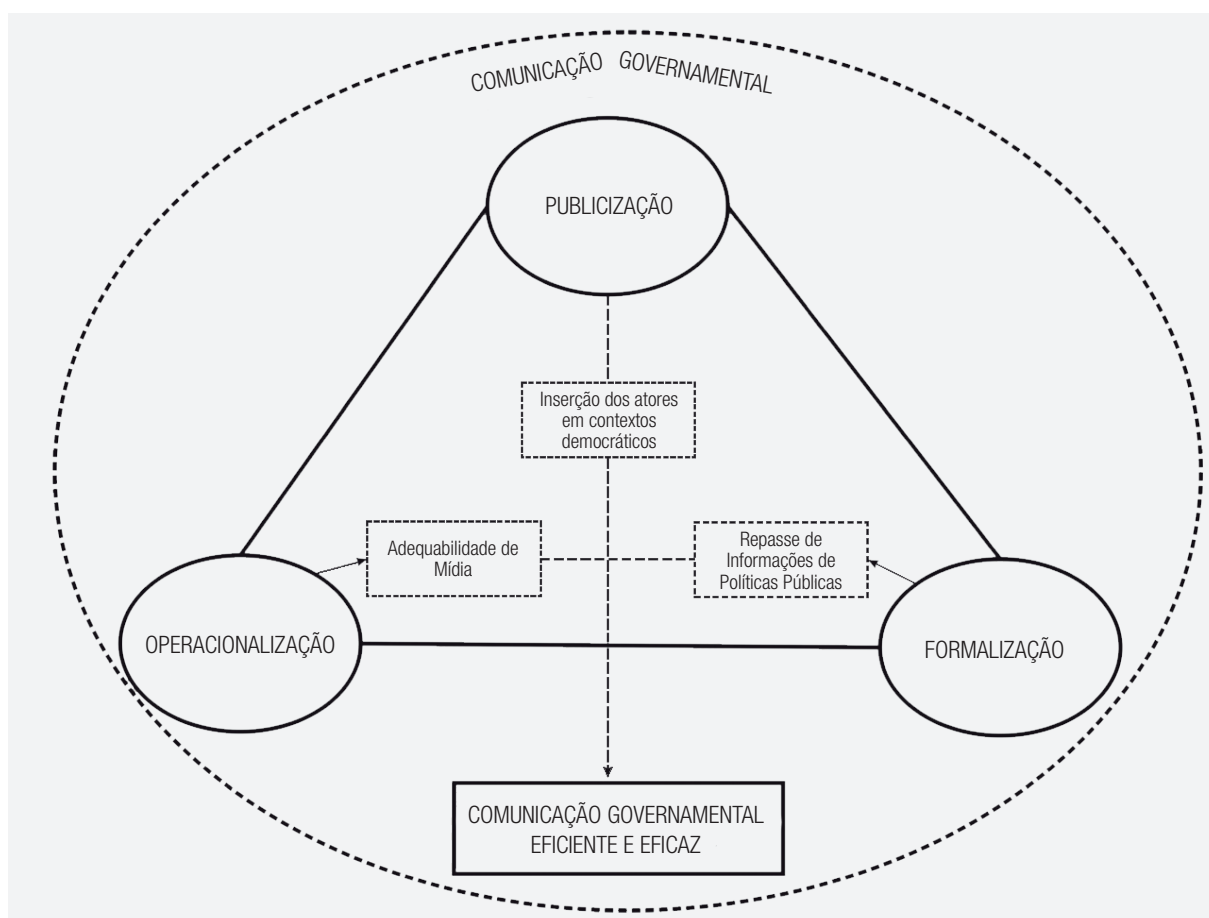 COMUNICAÇÃO GOVERNAMENTAL
PUBLICIZAÇÃO
Inserção dos atores
em contextos
democráticos
Adequabilidade de
Mídia
Repasse de
Informações de
Políticas Públicas
OPERACIONALIZAÇÃO
FORMALIZAÇÃO
COMUNICAÇÃO GOVERNAMENTAL
EFICIENTE E EFICAZ